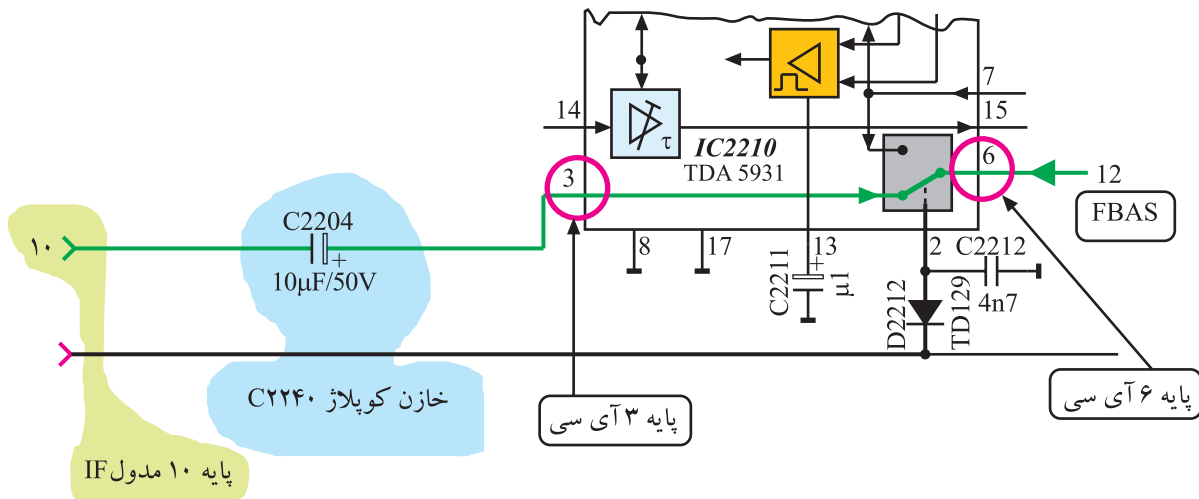 7
14
15
IC2210
TDA 5931
τ
3
6
12
FBAS
C2204
+
10µF/50V
۱۰
8
17
13
2
C2212
4n7
C2211
+
µ1
D2212
TD129
خازن کوپلاژ C۲۲۴۰
پایه ۳ آی سی
پایه ۶ آی سی
پایه ۱۰ مدول IF